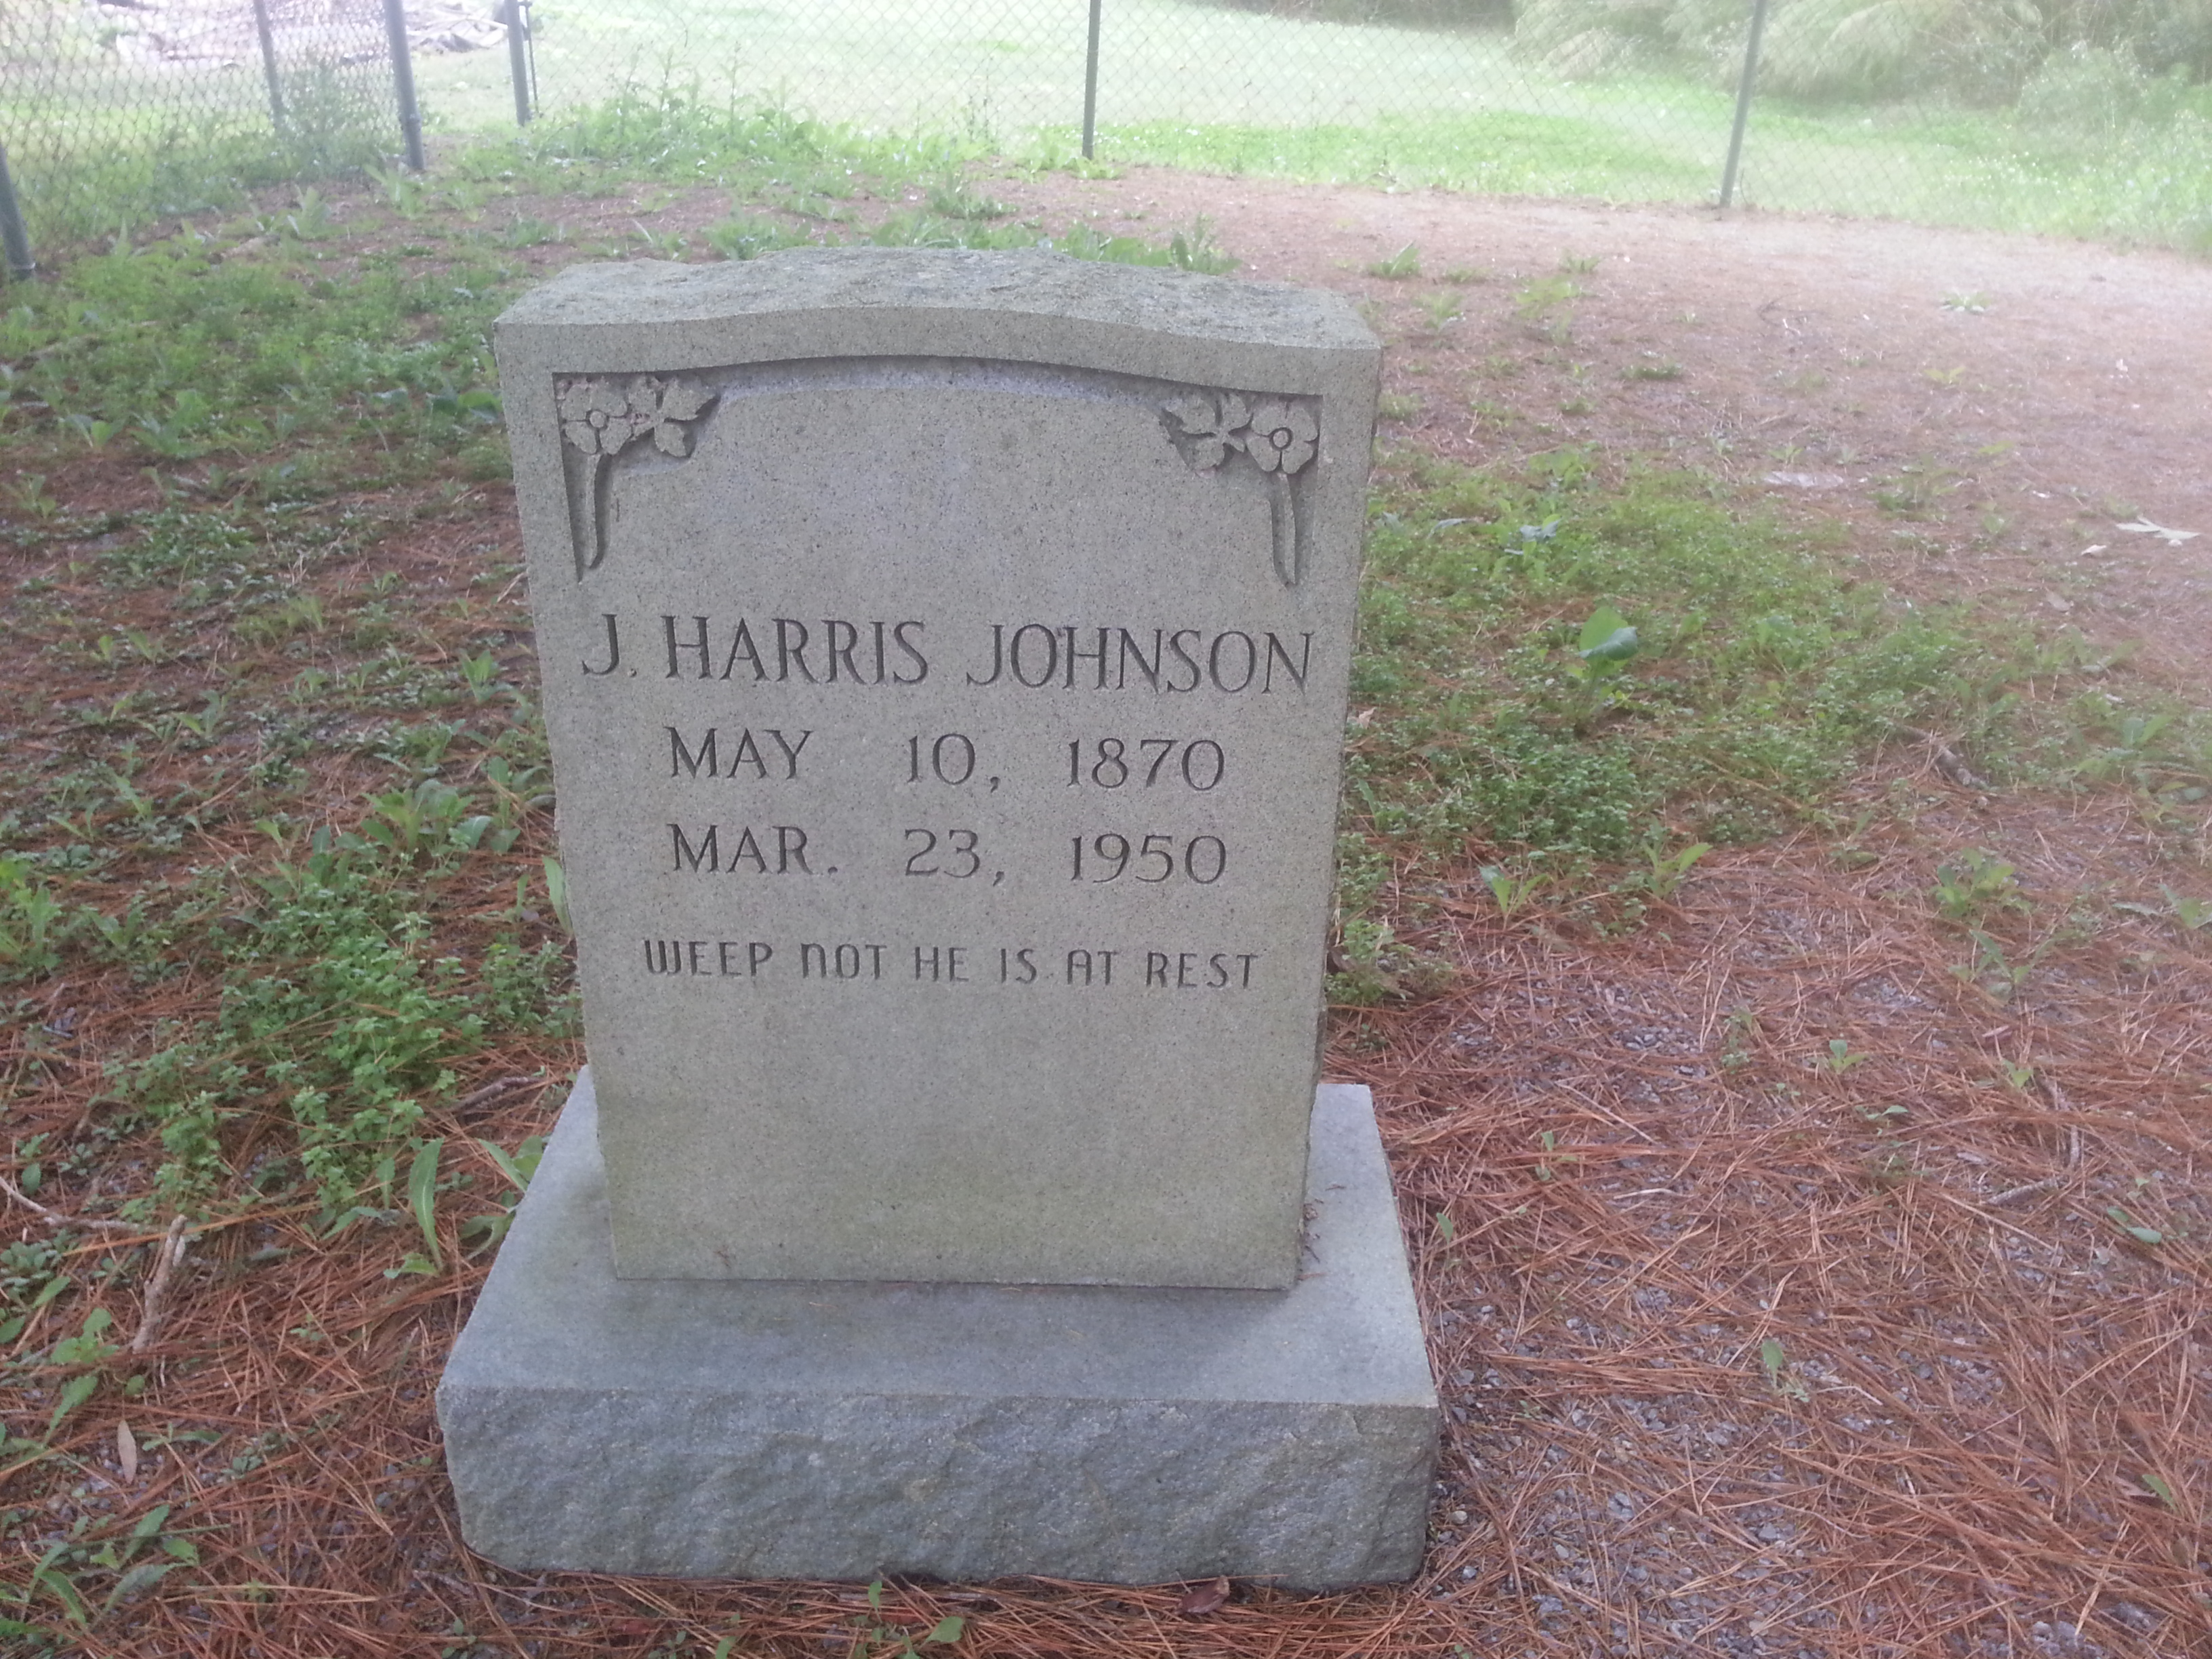 J. HARRIS JOHNSON
MAY 10, 1870
MAR. 23, 1950
WEEP NOT HE IS AT REST